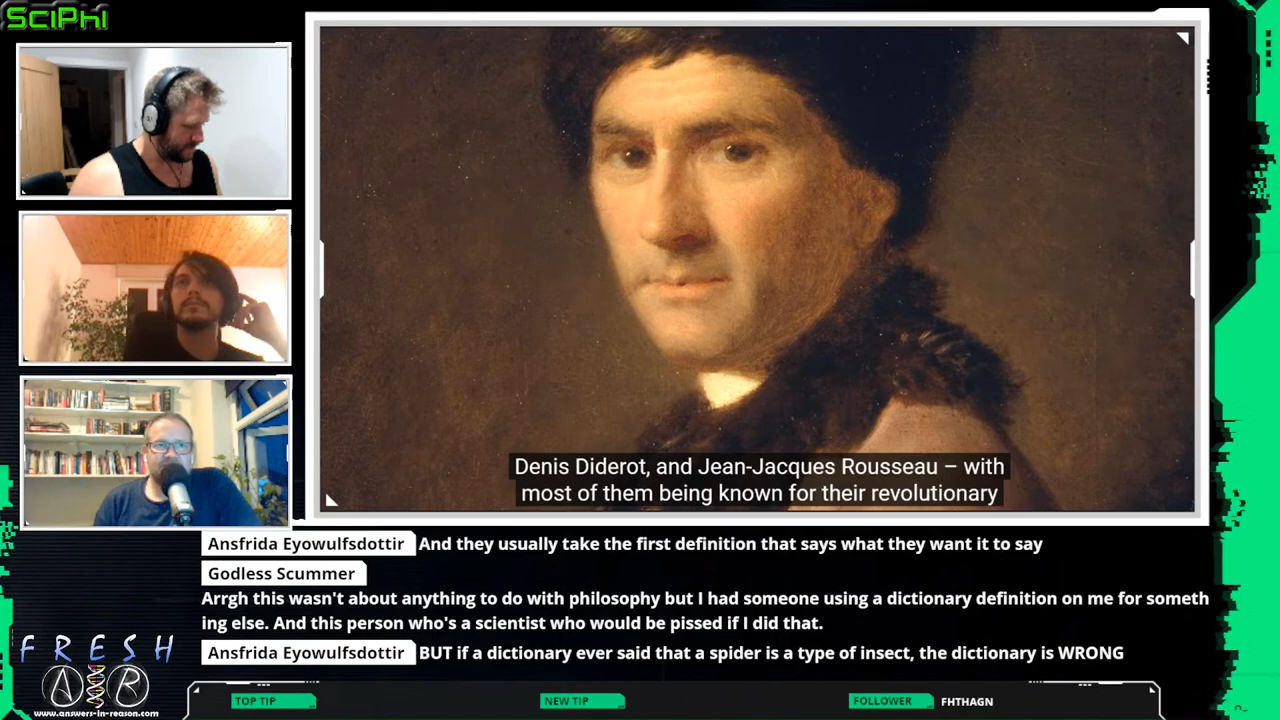 SciPhi
Denis Diderot, and Jean-Jacques Rousseau – with
most of them being known for their revolutionary
Ansfrida Eyowulfsdottir And they usually take the first definition that says what they want it to say
Godless Scummer
Arrgh this wasn't about anything to do with philosophy but I had someone using a dictionary definition on me for someth
ing else. And this person who's a scientist who would be pissed if I did that.
Ansfrida Eyowulfsdottir BUT if a dictionary ever said that a spider is a type of insect, the dictionary is WRONG
FRESH
A R
www.answers-in-reason.com
TOP TIP NEW TIP FOLLOWER FHTHAGN